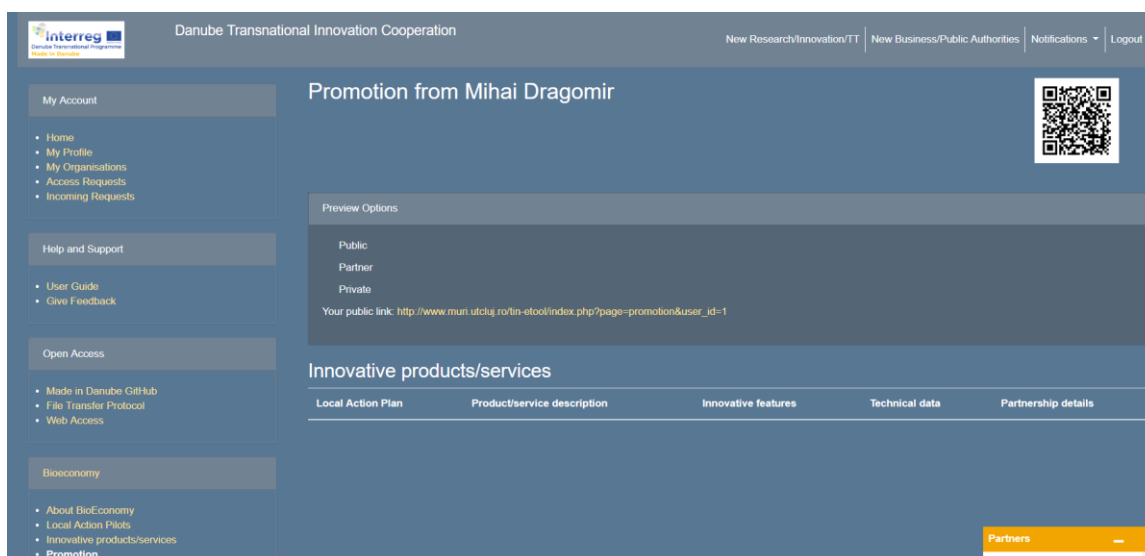 Interreg
Danube Transnational Programme
Made in Danube
Danube Transnational Innovation Cooperation
New Research/Innovation/TT
New Business/Public Authorities
Notifications
Logout
My Account
Home
My Profile
My Organisations
Access Requests
Incoming Requests
Help and Support
User Guide
Give Feedback
Open Access
Made in Danube GitHub
File Transfer Protocol
Web Access
Bioeconomy
About BioEconomy
Local Action Pilots
Innovative products/services
Promotion
Promotion from Mihai Dragomir
Preview Options
Public
Partner
Private
Your public link: http://www.muri.utcluj.ro/tin-etool/index.php?page=promotion&user_id=1
Innovative products/services
Local Action Plan Product/service description Innovative features Technical data Partnership details
Partners